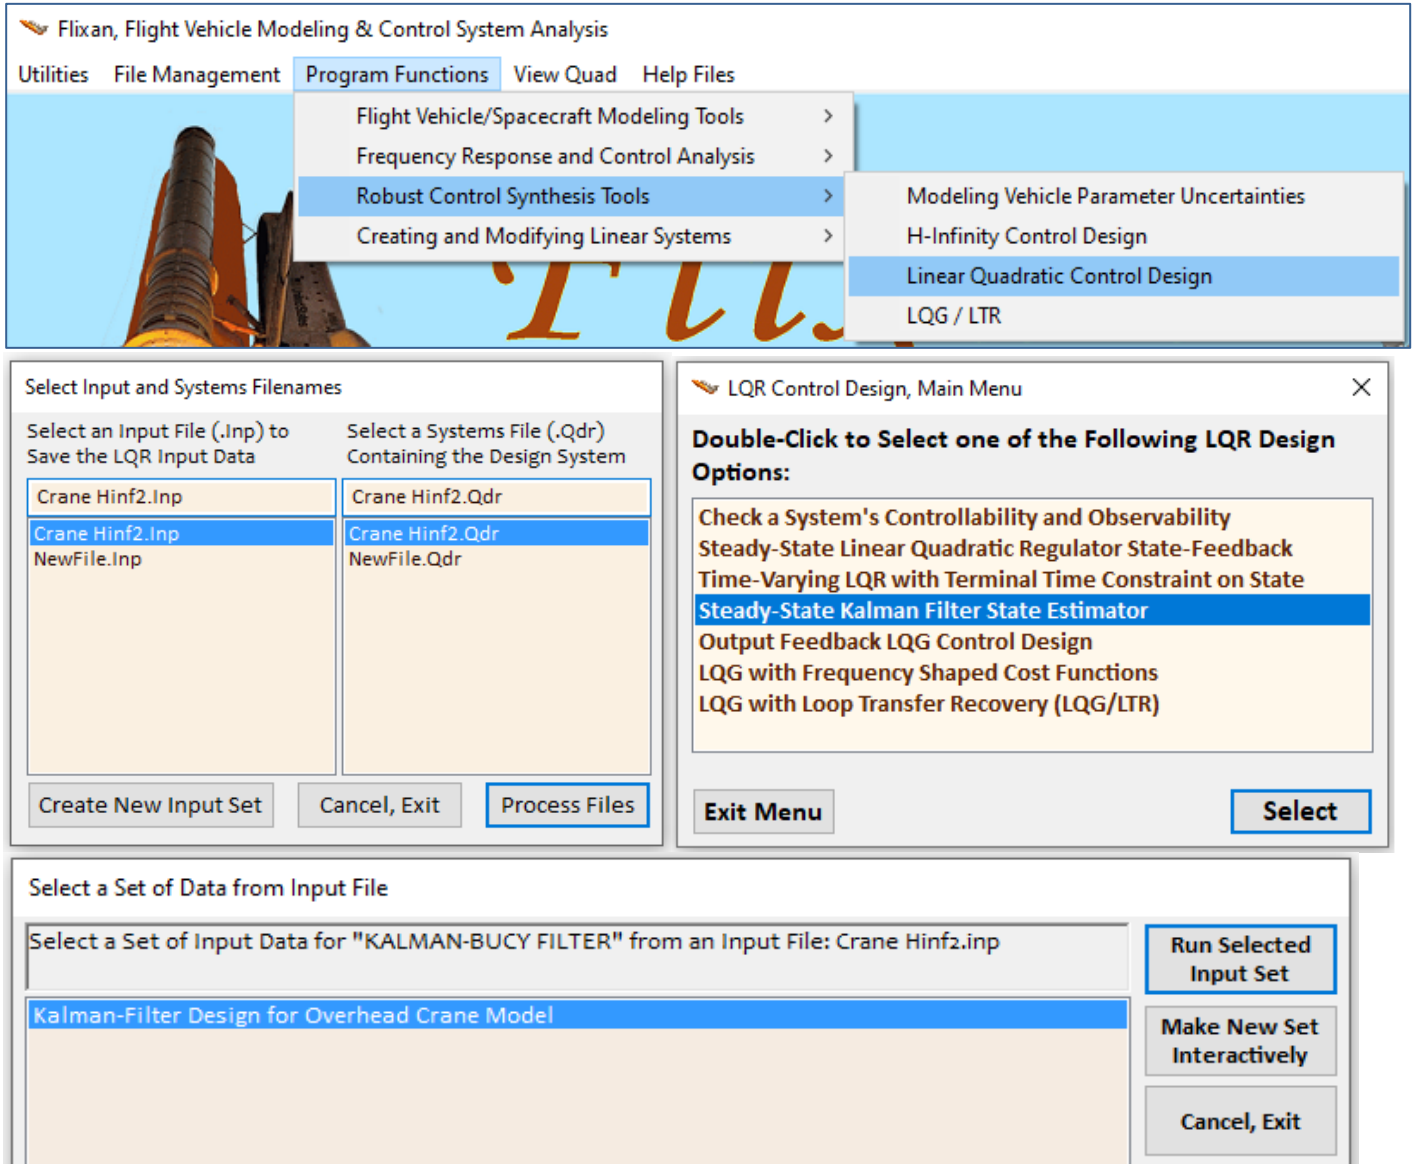 Flixan, Flight Vehicle Modeling & Control System Analysis
Utilities File Management Program Functions View Quad Help Files
Flight Vehicle/Spacecraft Modeling Tools >
Frequency Response and Control Analysis >
Robust Control Synthesis Tools >
Creating and Modifying Linear Systems >
Modeling Vehicle Parameter Uncertainties
H-Infinity Control Design
Linear Quadratic Control Design
LQG / LTR
Select Input and Systems Filenames
Select an Input File (.Inp) to
Save the LQR Input Data
Select a Systems File (.Qdr)
Containing the Design System
Crane Hinf2.Inp
Crane Hinf2.Qdr
Crane Hinf2.Inp
NewFile.Inp
Crane Hinf2.Qdr
NewFile.Qdr
Create New Input Set
Cancel, Exit
Process Files
LQR Control Design, Main Menu
Double-Click to Select one of the Following LQR Design
Options:
Check a System's Controllability and Observability
Steady-State Linear Quadratic Regulator State-Feedback
Time-Varying LQR with Terminal Time Constraint on State
Steady-State Kalman Filter State Estimator
Output Feedback LQG Control Design
LQG with Frequency Shaped Cost Functions
LQG with Loop Transfer Recovery (LQG/LTR)
Exit Menu
Select
Select a Set of Data from Input File
Select a Set of Input Data for "KALMAN-BUCY FILTER" from an Input File: Crane Hinf2.inp
Kalman-Filter Design for Overhead Crane Model
Run Selected
Input Set
Make New Set
Interactively
Cancel, Exit